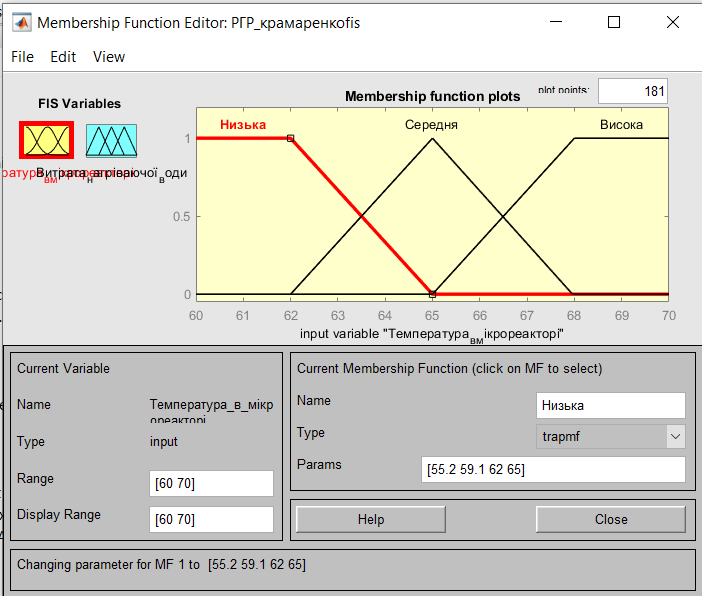 Membership Function Editor: РГР_крамаренкоfis
File Edit View
FIS Variables
Membership function plots
plot points:
181
Низька
Середня
Висока
1
0.5
0
60 61 62 63 64 65 66 67 68 69 70
input variable "Температура_вмікрореакторі"
Current Variable
Name
Температура_в_мікр
ореакторі
Type
input
Range
[60 70]
Display Range
[60 70]
Current Membership Function (click on MF to select)
Name
Низька
Type
trapmf
Params
[55.2 59.1 62 65]
Help
Close
Changing parameter for MF 1 to [55.2 59.1 62 65]